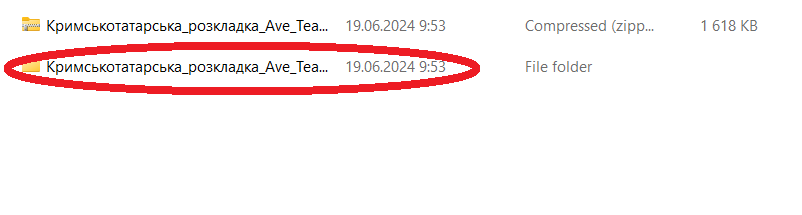 Кримськотатарська_розкладка_Ave_Tea... 19.06.2024 9:53 Compressed (zipp... 1 618 KB
Кримськотатарська_розкладка_Ave_Tea... 19.06.2024 9:53 File folder